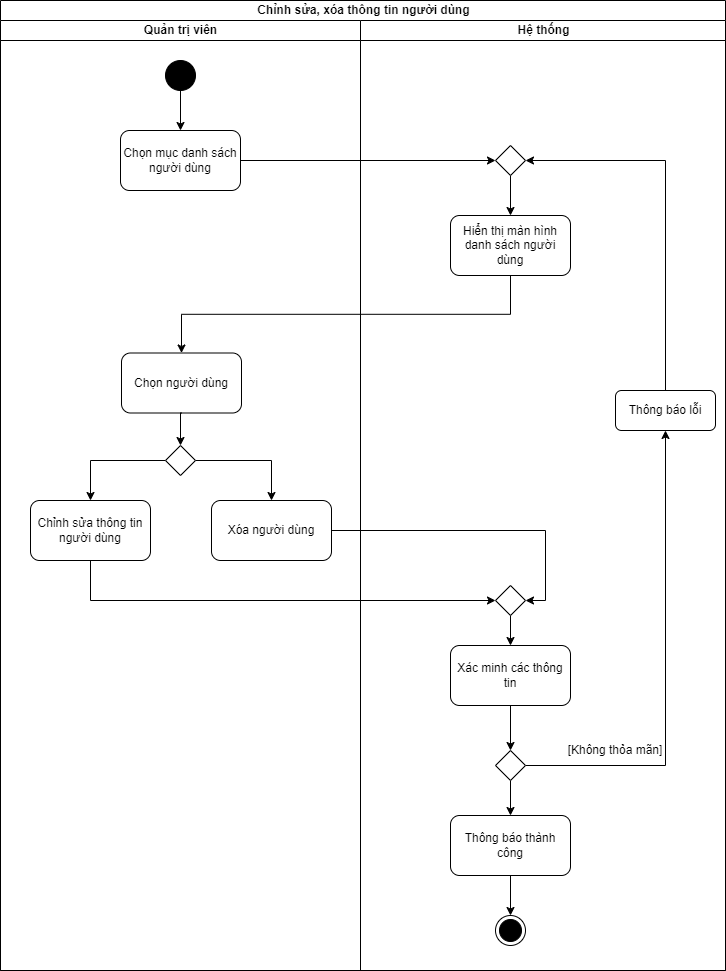 Chỉnh sửa, xóa thông tin người dùng
Quản trị viên
Hệ thống
Chọn mục danh sách
người dùng
Hiển thị màn hình
danh sách người
dùng
Chọn người dùng
Thông báo lỗi
Chỉnh sửa thông tin
người dùng
Xóa người dùng
Xác minh các thông
tin
[Không thỏa mãn]
Thông báo thành
công